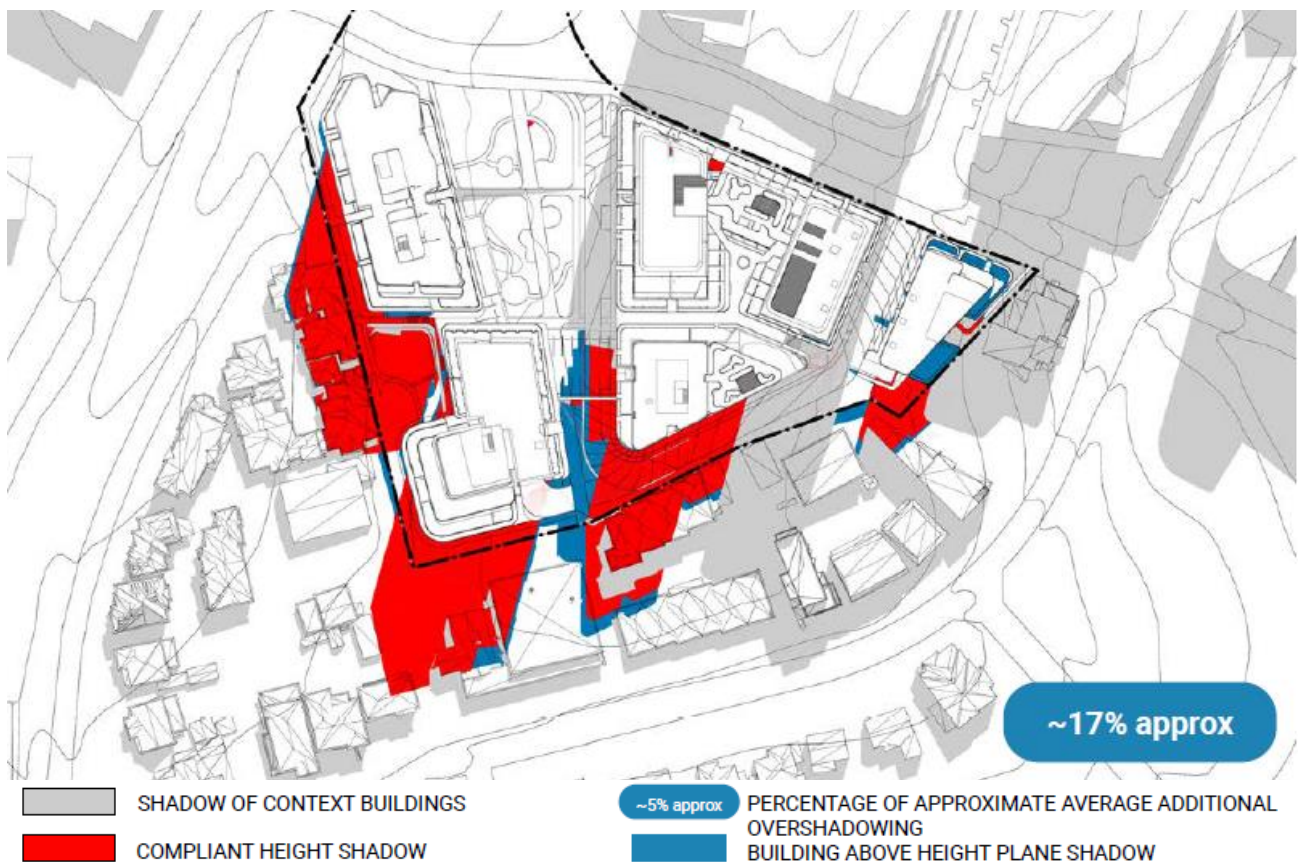 ~17% approx
SHADOW OF CONTEXT BUILDINGS
COMPLIANT HEIGHT SHADOW
~5% approx
PERCENTAGE OF APPROXIMATE AVERAGE ADDITIONAL
OVERSHADOWING
BUILDING ABOVE HEIGHT PLANE SHADOW